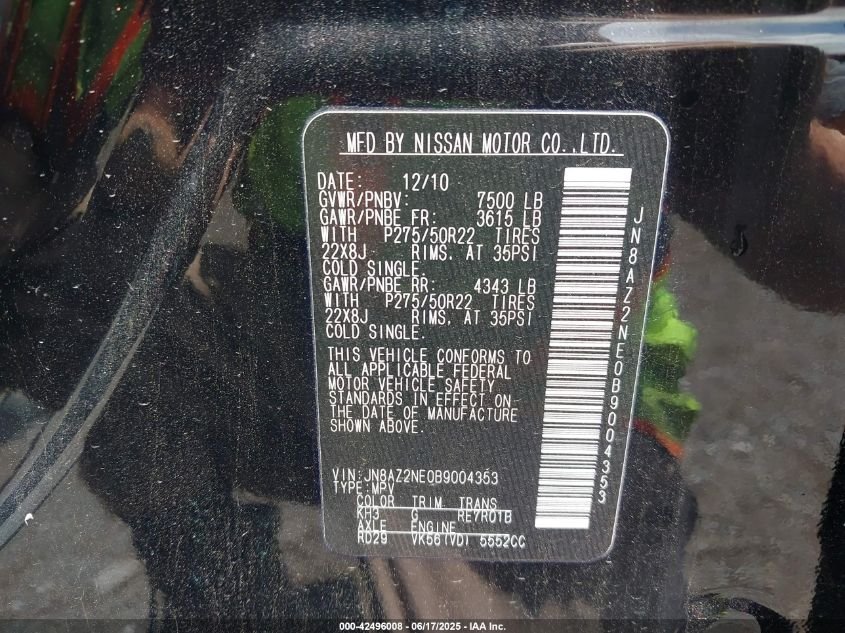 MFD BY NISSAN MOTOR CO.,LTD.
DATE: 12/10
GVWR/PNBV: 7500 LB
GAWR/PNBE FR: 3615 LB
WITH P275/50R22 TIRES
22X8J RIMS, AT 35PSI
COLD SINGLE.
GAWR/PNBE RR: 4343 LB
WITH P275/50R22 TIRES
22X8J RIMS, AT 35PSI
COLD SINGLE.
THIS VEHICLE CONFORMS TO
ALL APPLICABLE FEDERAL
MOTOR VEHICLE SAFETY
STANDARDS IN EFFECT ON
THE DATE OF MANUFACTURE
SHOWN ABOVE.
VIN:JN8AZ2NE0B9004353
TYPE:MPV
COLOR TRIM TRANS
KH3 G RE7R01B
AXLE ENGINE
RD29 VK56(VD) 5552CC
JN8AZ2NE0B9004353
000-42496008 - 06/17/2025 - IAA Inc.